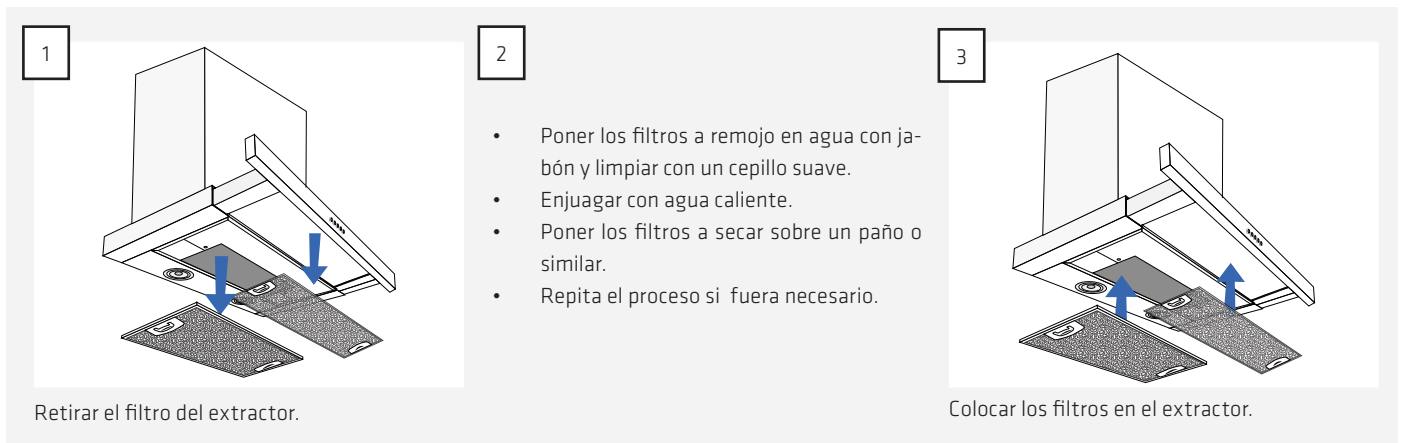 1
Retirar el filtro del extractor.
2
• Poner los filtros a remojo en agua con ja-
bón y limpiar con un cepillo suave.
• Enjuagar con agua caliente.
• Poner los filtros a secar sobre un paño o
similar.
• Repita el proceso si fuera necesario.
3
Colocar los filtros en el extractor.